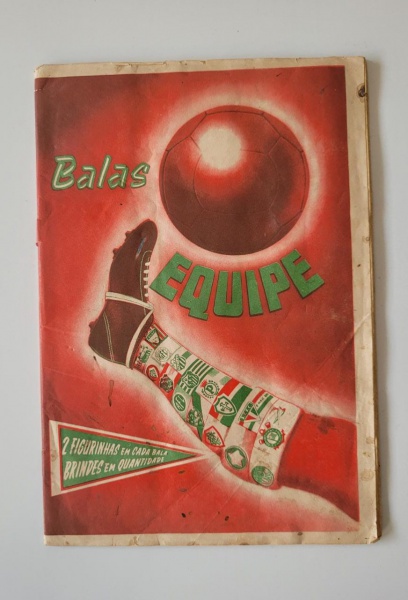 Balas
EQUIPE
2 FIGURINHAS EM CADA BALA
BRINDES EM QUANTIDADE